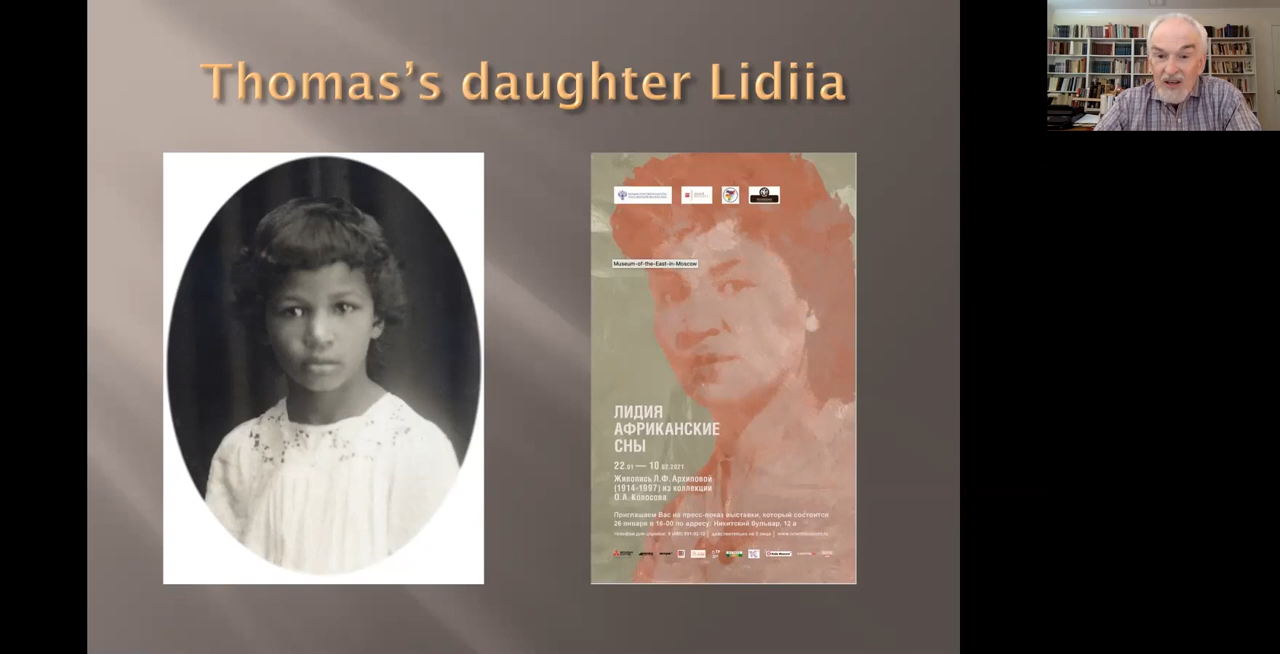 Thomas's daughter Lidiia
Museum-of-the-East-in-Moscow
ЛИДИЯ
АФРИКАНСКИЕ
СНЫ
22.01 — 10.02.2021
Живопись Л.Ф. Архиповой
(1914-1997) из коллекции
О.А. Колосова
Приглашаем Вас на пресс-показ выставки, который состоится
26 января в 16-00 по адресу: Никитский бульвар, 12 а